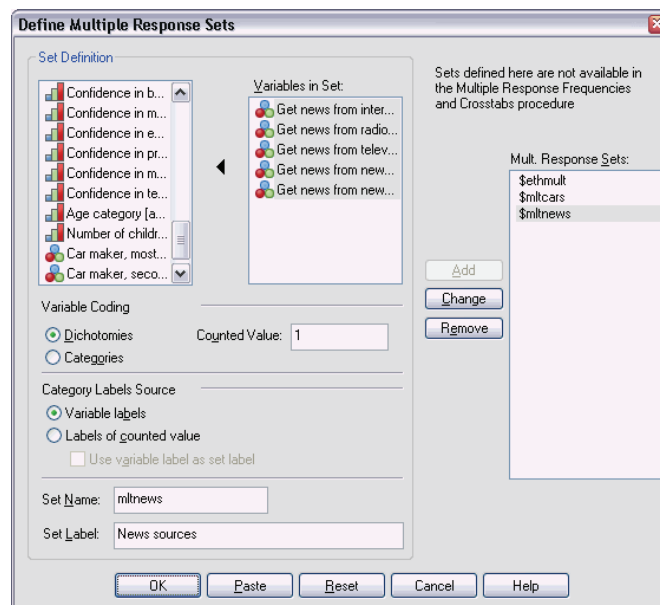 Define Multiple Response Sets
Set Definition
Confidence in b...
Confidence in m...
Confidence in e...
Confidence in pr...
Confidence in m...
Confidence in te...
Age category [a...
Number of childr...
Car maker, most...
Car maker, seco...
Variables in Set:
Get news from inter...
Get news from radio...
Get news from telev...
Get news from new...
Get news from new...
Sets defined here are not available in
the Multiple Response Frequencies
and Crosstabs procedure
Mult. Response Sets:
$ethmult
$mltcars
$mltnews
Add
Change
Remove
Variable Coding
Dichotomies
Counted Value: 1
Categories
Category Labels Source
Variable labels
Labels of counted value
Use variable label as set label
Set Name: mltnews
Set Label: News sources
OK
Paste
Reset
Cancel
Help